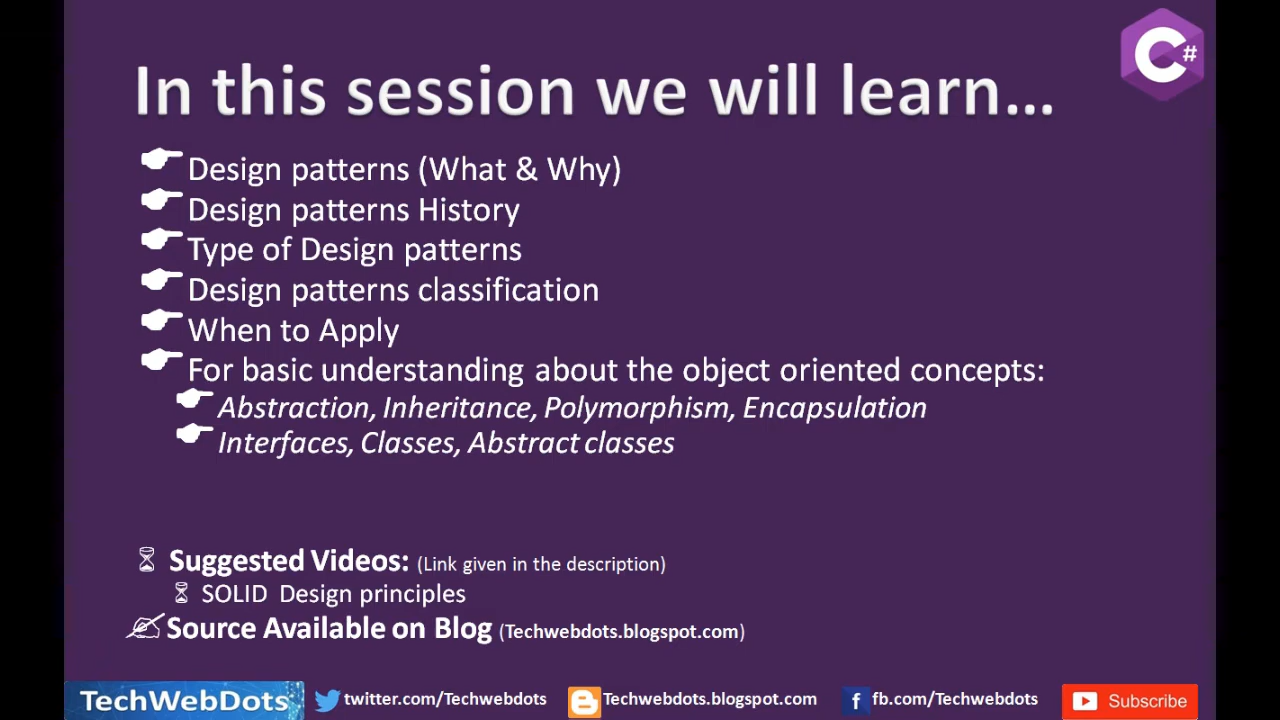 C#
In this session we will learn...
Design patterns (What & Why)
Design patterns History
Type of Design patterns
Design patterns classification
When to Apply
For basic understanding about the object oriented concepts:
Abstraction, Inheritance, Polymorphism, Encapsulation
Interfaces, Classes, Abstract classes
Suggested Videos: (Link given in the description)
SOLID Design principles
Source Available on Blog (Techwebdots.blogspot.com)
TechWebDots twitter.com/Techwebdots Techwebdots.blogspot.com fb.com/Techwebdots Subscribe